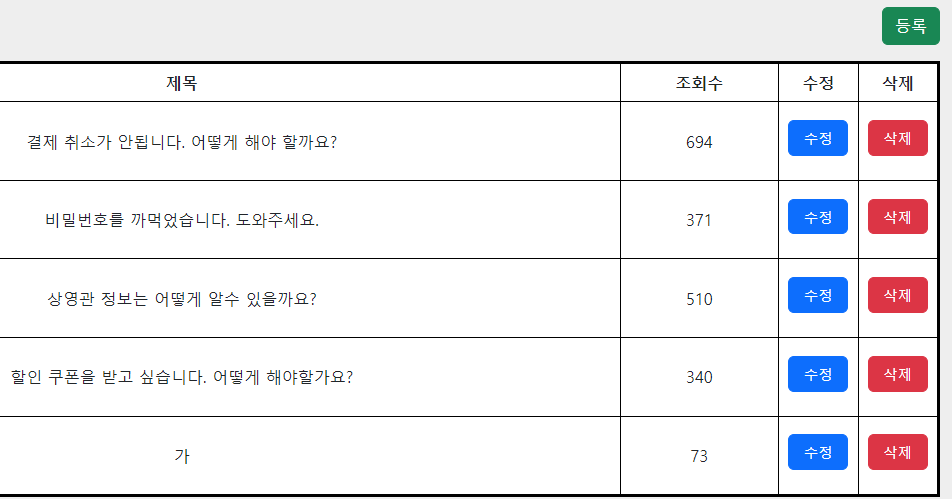 등록
제목 조회수 수정 삭제
결제 취소가 안됩니다. 어떻게 해야 할까요? 694 수정 삭제
비밀번호를 까먹었습니다. 도와주세요. 371 수정 삭제
상영관 정보는 어떻게 알수 있을까요? 510 수정 삭제
할인 쿠폰을 받고 싶습니다. 어떻게 해야할가요? 340 수정 삭제
가 73 수정 삭제